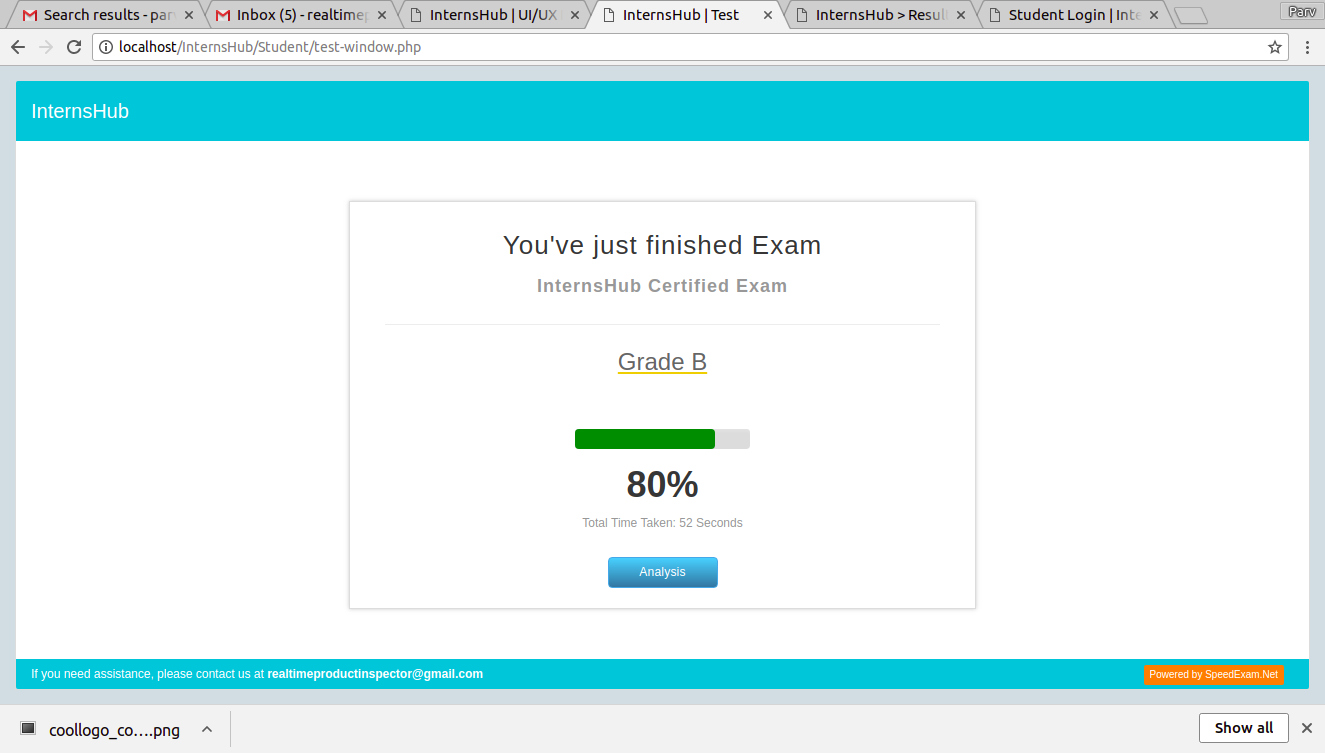 Search results - par
Inbox (5) - realtimep
InternsHub | UI/UX
InternsHub | Test
InternsHub > Resul
Student Login | Inte
Parv
localhost/InternsHub/Student/test-window.php
InternsHub
You've just finished Exam
InternsHub Certified Exam
Grade B
80%
Total Time Taken: 52 Seconds
Analysis
If you need assistance, please contact us at realtimeproductinspector@gmail.com
Powered by SpeedExam.Net
coollogo_co....png
Show all